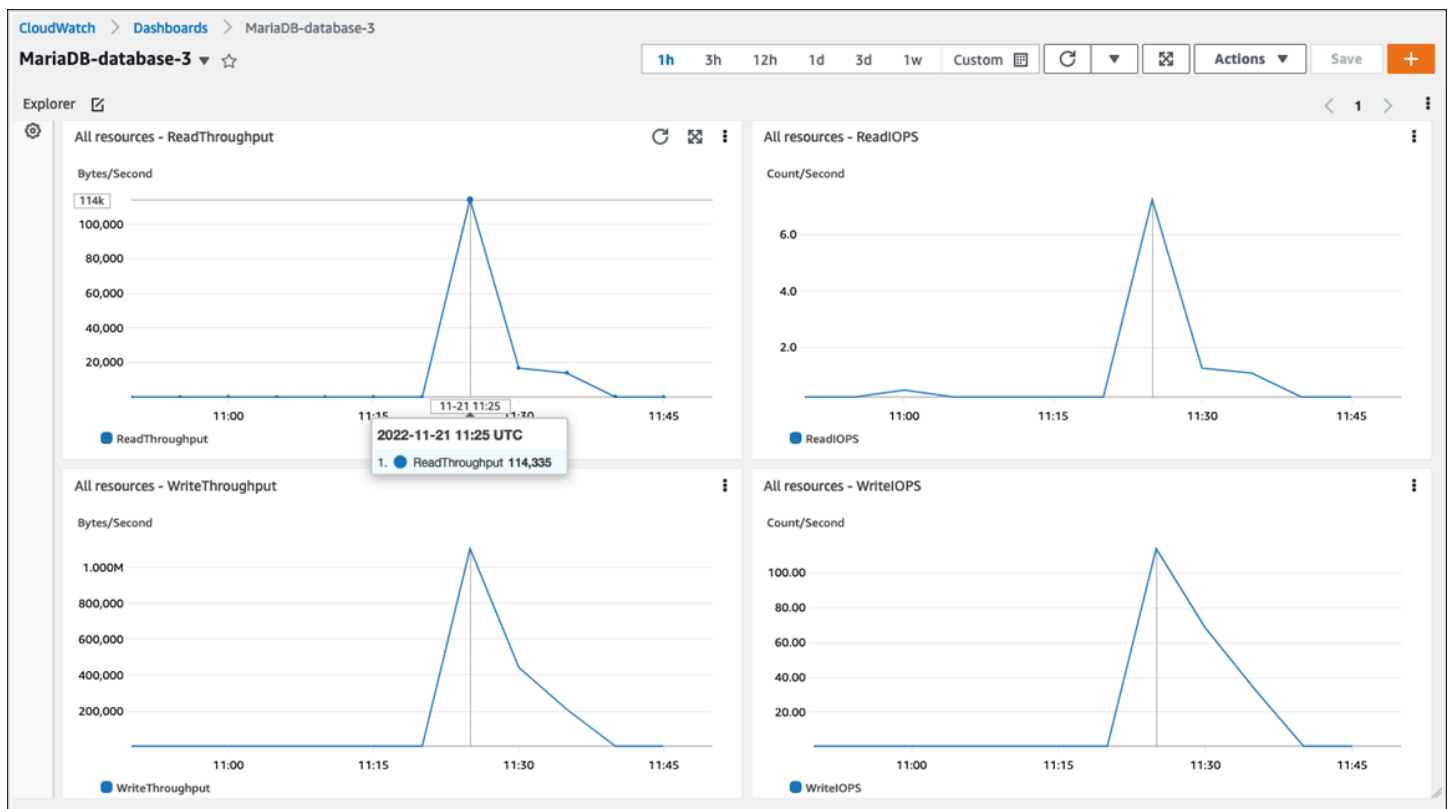 CloudWatch > Dashboards > MariaDB-database-3
MariaDB-database-3
1h 3h 12h 1d 3d 1w Custom Actions Save +
Explorer
< 1 >
All resources - ReadThroughput
Bytes/Second
114k
100,000
80,000
60,000
40,000
20,000
11-21 11:25
11:00 11:15 11:30 11:45
ReadThroughput
2022-11-21 11:25 UTC
1. ReadThroughput 114,335
All resources - ReadIOPS
Count/Second
6.0
4.0
2.0
11:00 11:15 11:30 11:45
ReadIOPS
All resources - WriteThroughput
Bytes/Second
1.000M
800,000
600,000
400,000
200,000
11:00 11:15 11:30 11:45
WriteThroughput
All resources - WriteIOPS
Count/Second
100.00
80.00
60.00
40.00
20.00
11:00 11:15 11:30 11:45
WriteIOPS